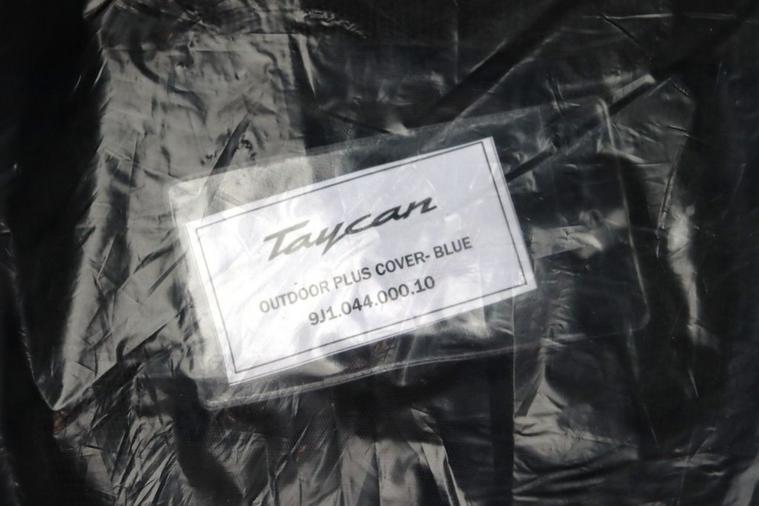 Taycan
OUTDOOR PLUS COVER- BLUE
9J1.044.000.10